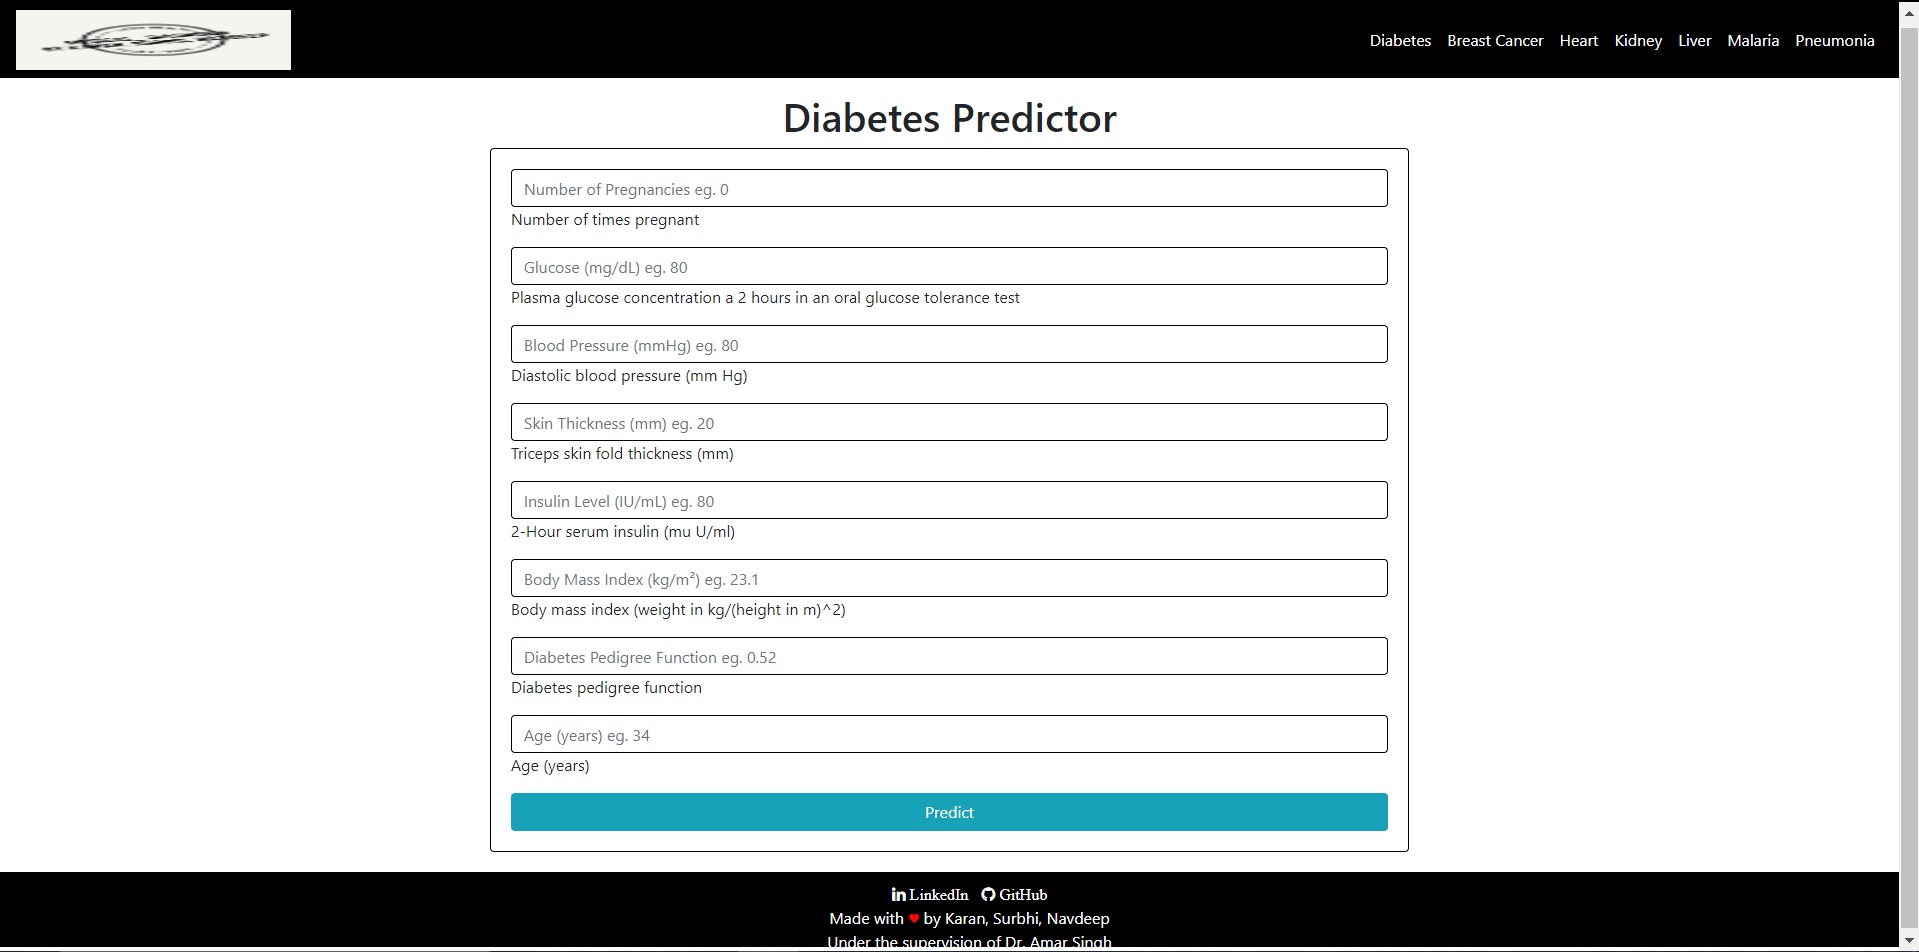 Diabetes Breast Cancer Heart Kidney Liver Malaria Pneumonia
Diabetes Predictor
Number of Pregnancies eg. 0
Number of times pregnant
Glucose (mg/dL) eg. 80
Plasma glucose concentration a 2 hours in an oral glucose tolerance test
Blood Pressure (mmHg) eg. 80
Diastolic blood pressure (mm Hg)
Skin Thickness (mm) eg. 20
Triceps skin fold thickness (mm)
Insulin Level (IU/mL) eg. 80
2-Hour serum insulin (mu U/ml)
Body Mass Index (kg/m²) eg. 23.1
Body mass index (weight in kg/(height in m)^2)
Diabetes Pedigree Function eg. 0.52
Diabetes pedigree function
Age (years) eg. 34
Age (years)
Predict
LinkedIn GitHub
Made with ♥ by Karan, Surbhi, Navdeep
Under the supervision of Dr. Amar Singh